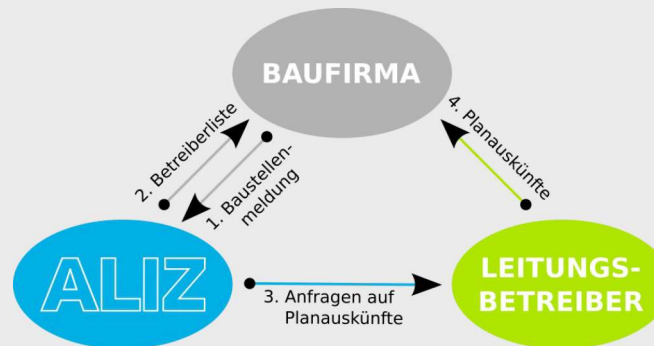 BAUFIRMA
2. Betreiberliste
1. Baustellen-
meldung
4. Planauskünfte
ALIZ
3. Anfragen auf
Planauskünfte
LEITUNGS-
BETREIBER